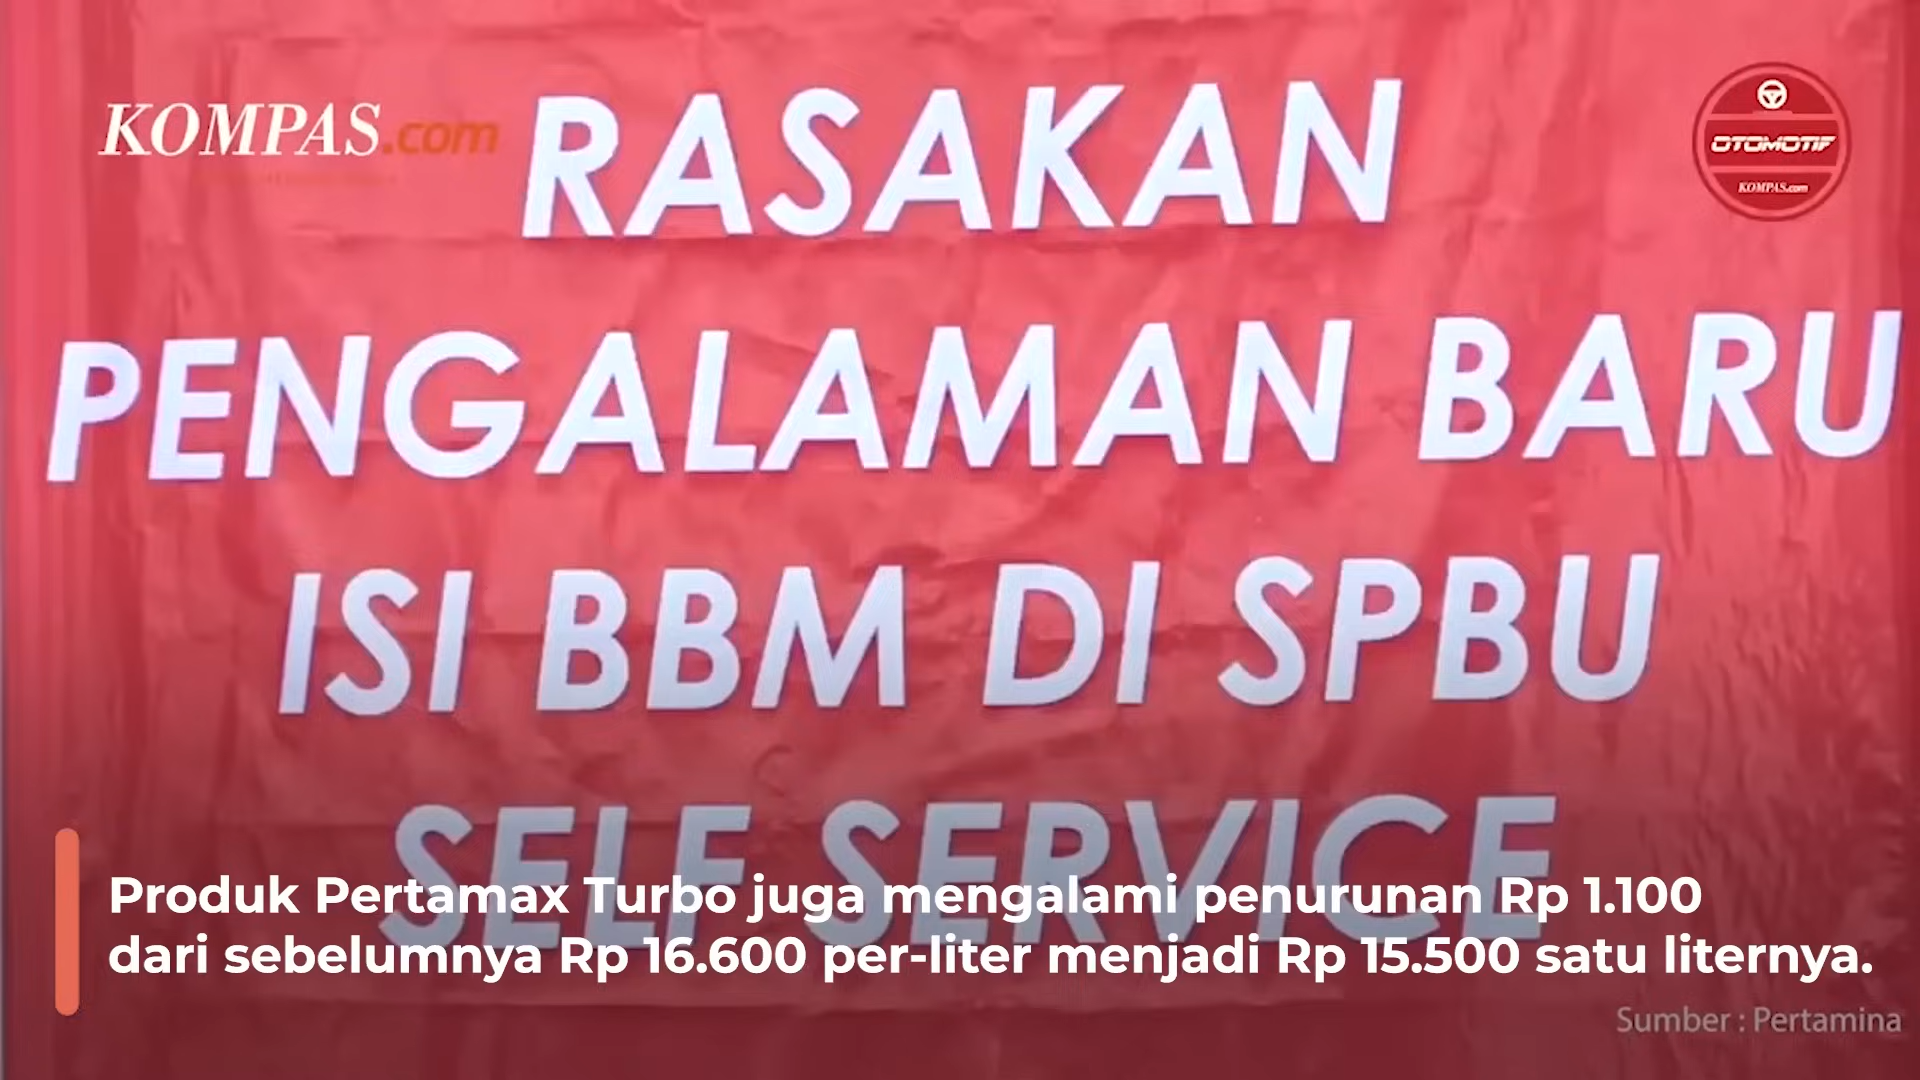 KOMPAS.com
OTOMOTIF
KOMPAS.com
RASAKAN
PENGALAMAN BARU
ISI BBM DI SPBU
SELF SERVICE
Produk Pertamax Turbo juga mengalami penurunan Rp 1.100
dari sebelumnya Rp 16.600 per-liter menjadi Rp 15.500 satu liternya.
Sumber : Pertamina